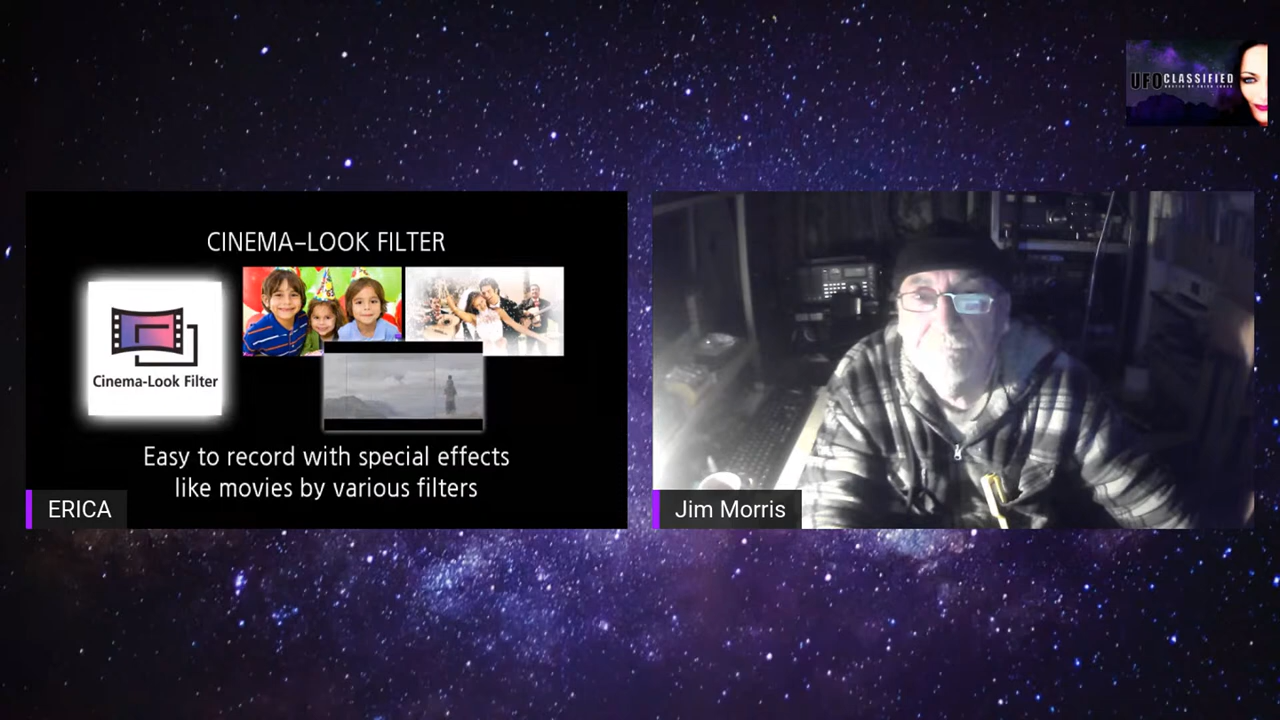 UFO CLASSIFIED
CINEMA–LOOK FILTER
Cinema-Look Filter
Easy to record with special effects
like movies by various filters
ERICA
Jim Morris